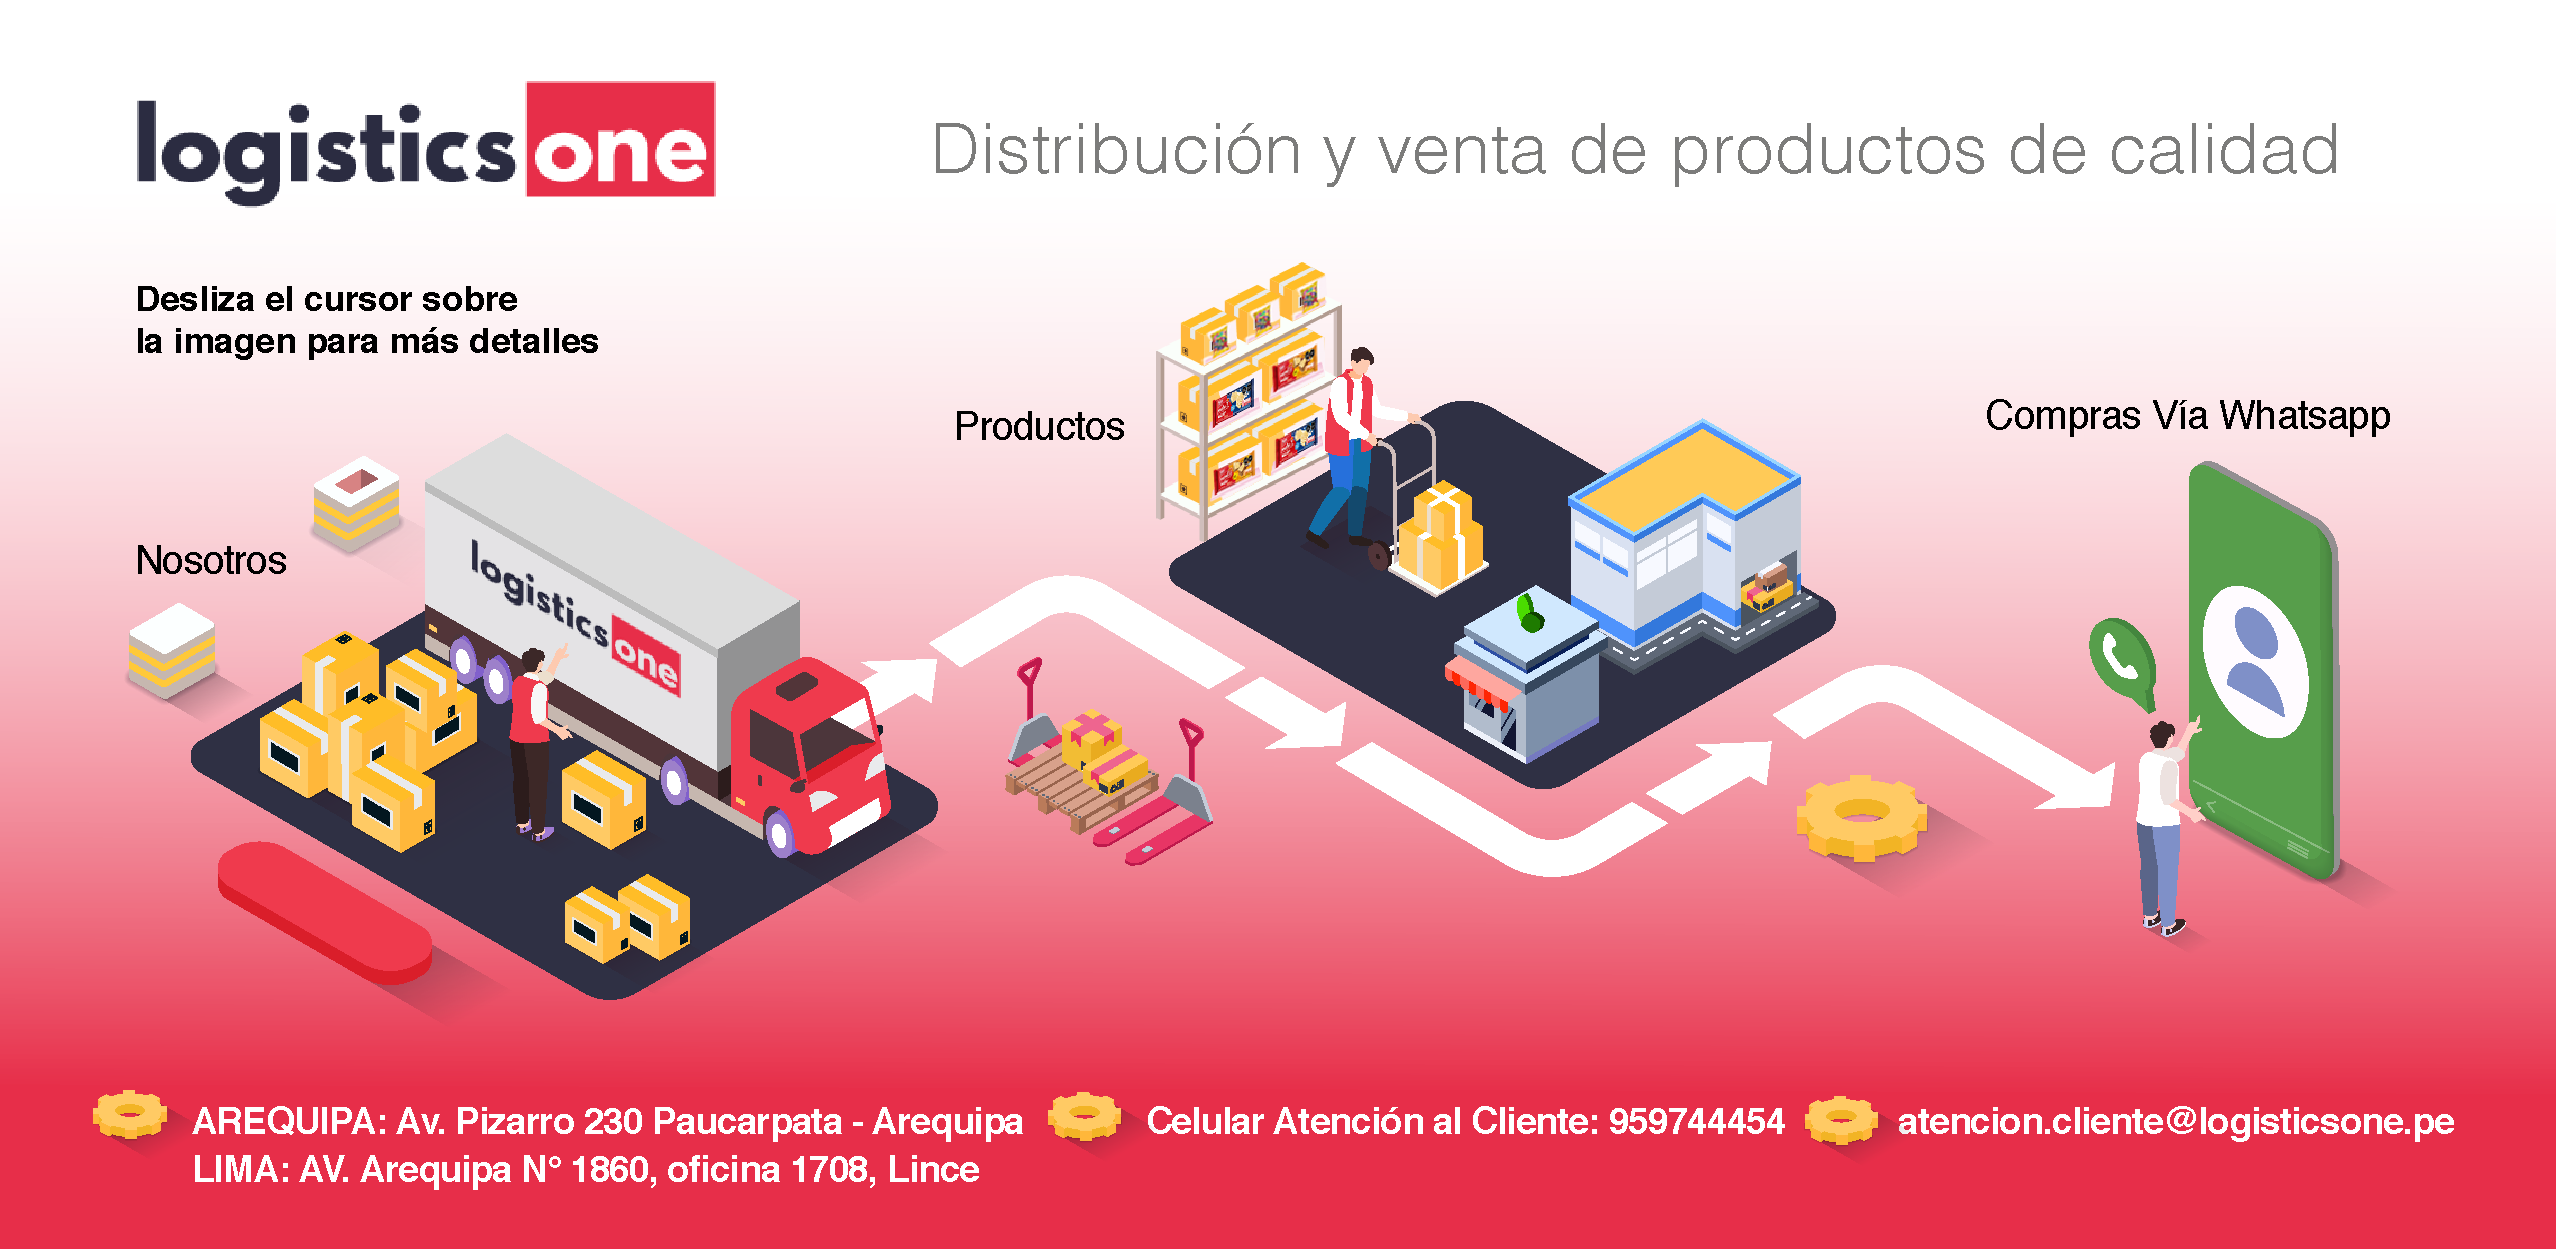 logistics one
Distribución y venta de productos de calidad
Desliza el cursor sobre
la imagen para más detalles
Productos
Compras Vía Whatsapp
Nosotros
logistics one
AREQUIPA: Av. Pizarro 230 Paucarpata - Arequipa
LIMA: AV. Arequipa N° 1860, oficina 1708, Lince
Celular Atención al Cliente: 959744454
atencion.cliente@logisticsone.pe